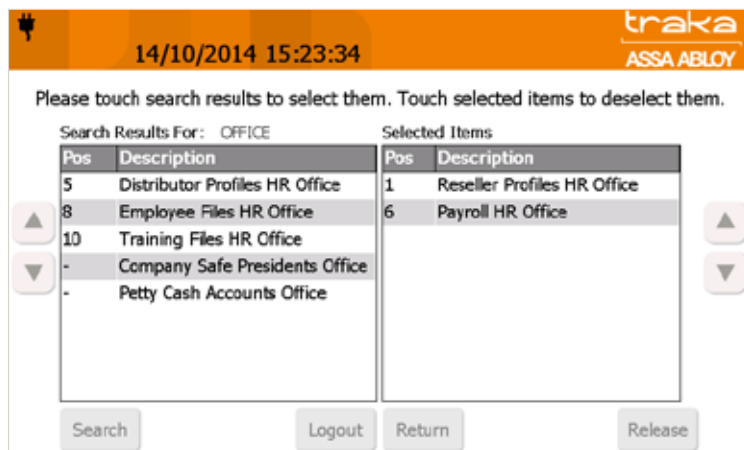 traka
14/10/2014 15:23:34
ASSA ABLOY
Please touch search results to select them. Touch selected items to deselect them.
Search Results For: OFFICE
Pos Description
5 Distributor Profiles HR Office
8 Employee Files HR Office
10 Training Files HR Office
- Company Safe Presidents Office
- Petty Cash Accounts Office
Selected Items
Pos Description
1 Reseller Profiles HR Office
6 Payroll HR Office
Search Logout Return Release